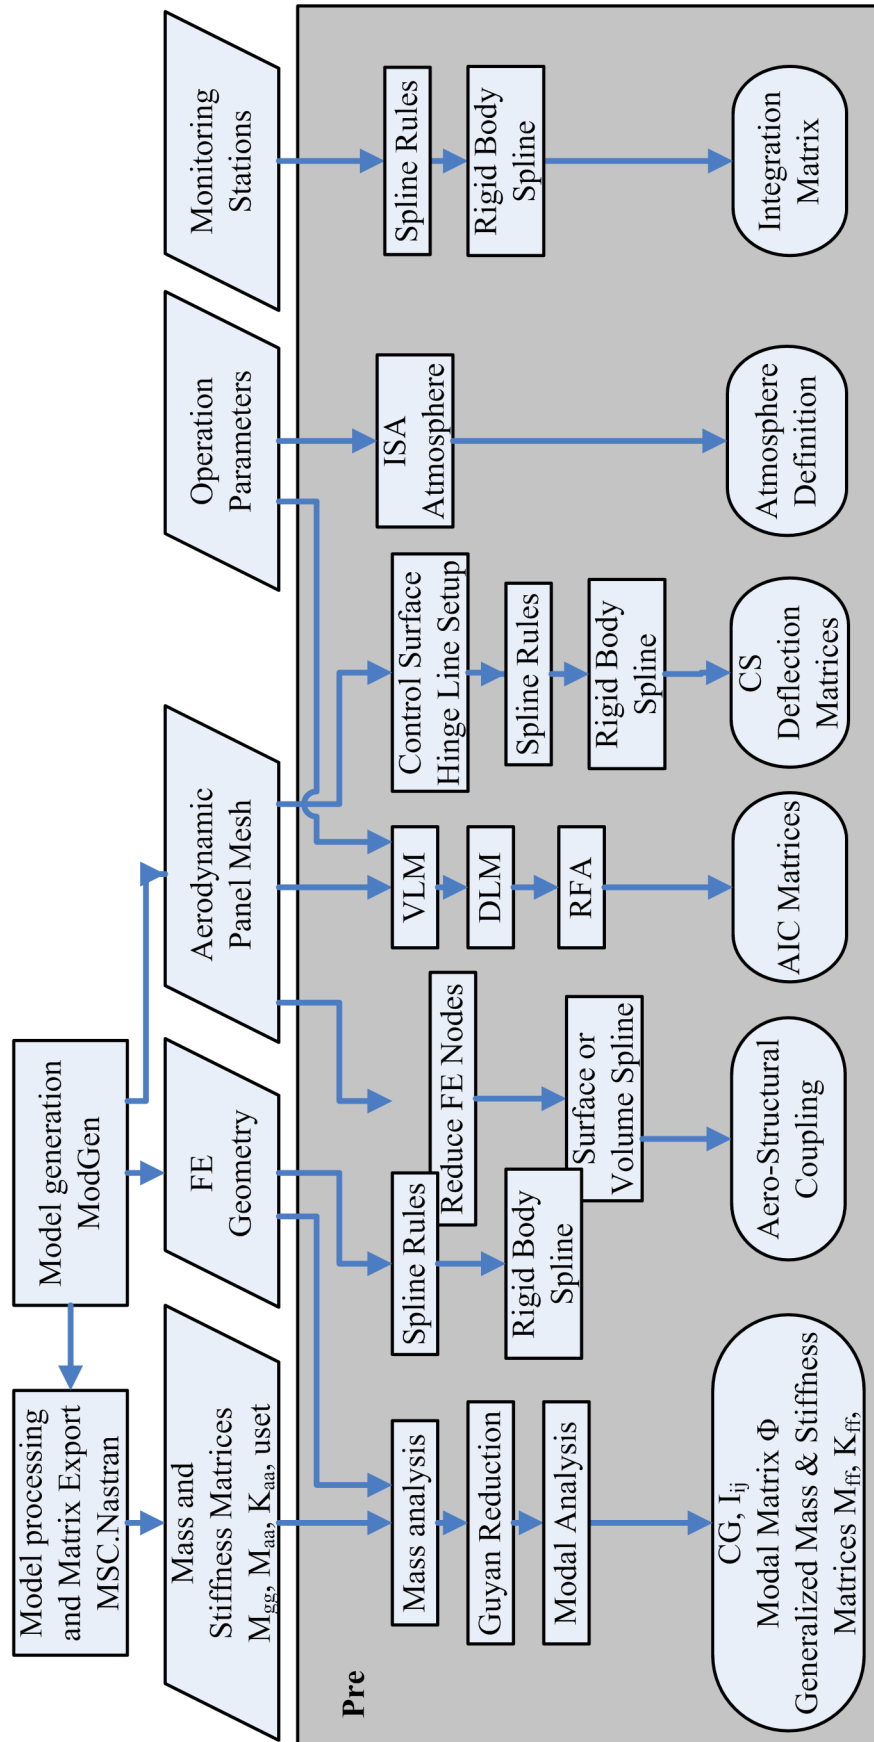 Model processing
and Matrix Export
MSC.Nastran
Model generation
ModGen
Mass and
Stiffness Matrices
Mgg, Maa, Kaa, uset
FE
Geometry
Aerodynamic
Panel Mesh
Operation
Parameters
Monitoring
Stations
Pre
Mass analysis
Guyan Reduction
Modal Analysis
CG, Iij
Modal Matrix Φ
Generalized Mass & Stiffness
Matrices Mff, Kff,
Spline Rules
Reduce FE Nodes
Rigid Body
Spline
Surface or
Volume Spline
Aero-Structural
Coupling
VLM
DLM
RFA
AIC Matrices
Control Surface
Hinge Line Setup
Spline Rules
Rigid Body
Spline
CS
Deflection
Matrices
ISA
Atmosphere
Atmosphere
Definition
Spline Rules
Rigid Body
Spline
Integration
Matrix